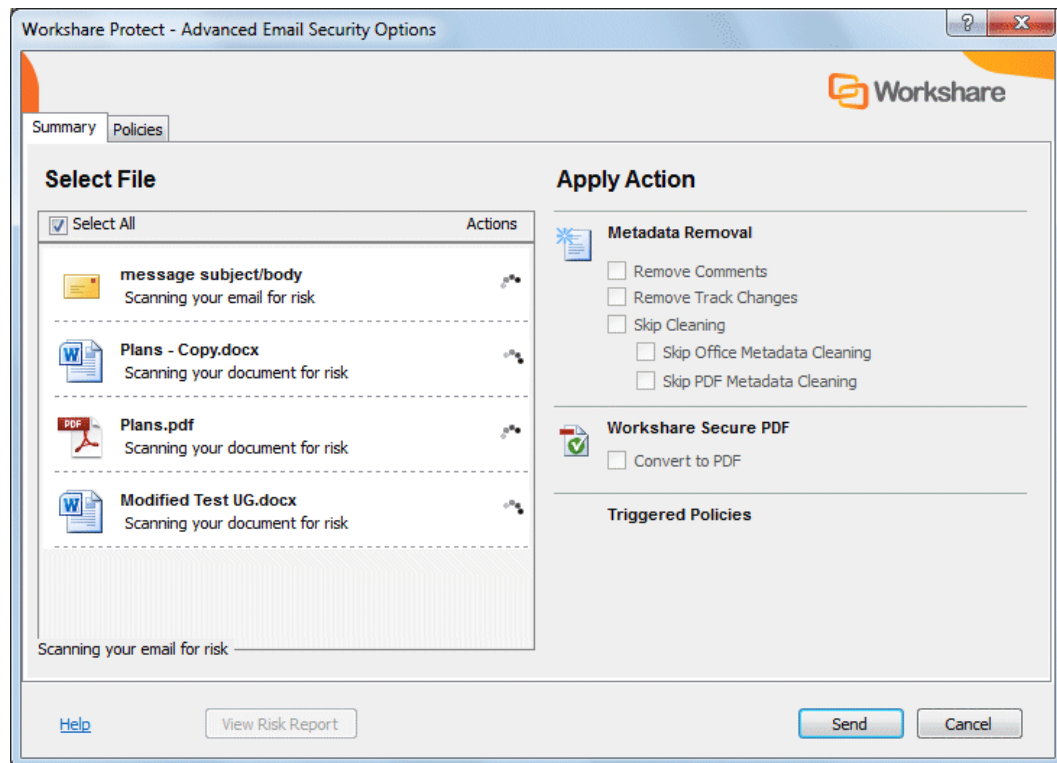 Workshare Protect - Advanced Email Security Options
Workshare
Summary
Policies
Select File
Select All
Actions
message subject/body
Scanning your email for risk
W
Plans - Copy.docx
Scanning your document for risk
PDF
Plans.pdf
Scanning your document for risk
W
Modified Test UG.docx
Scanning your document for risk
Scanning your email for risk
Apply Action
Metadata Removal
Remove Comments
Remove Track Changes
Skip Cleaning
Skip Office Metadata Cleaning
Skip PDF Metadata Cleaning
Workshare Secure PDF
Convert to PDF
Triggered Policies
Help
View Risk Report
Send
Cancel